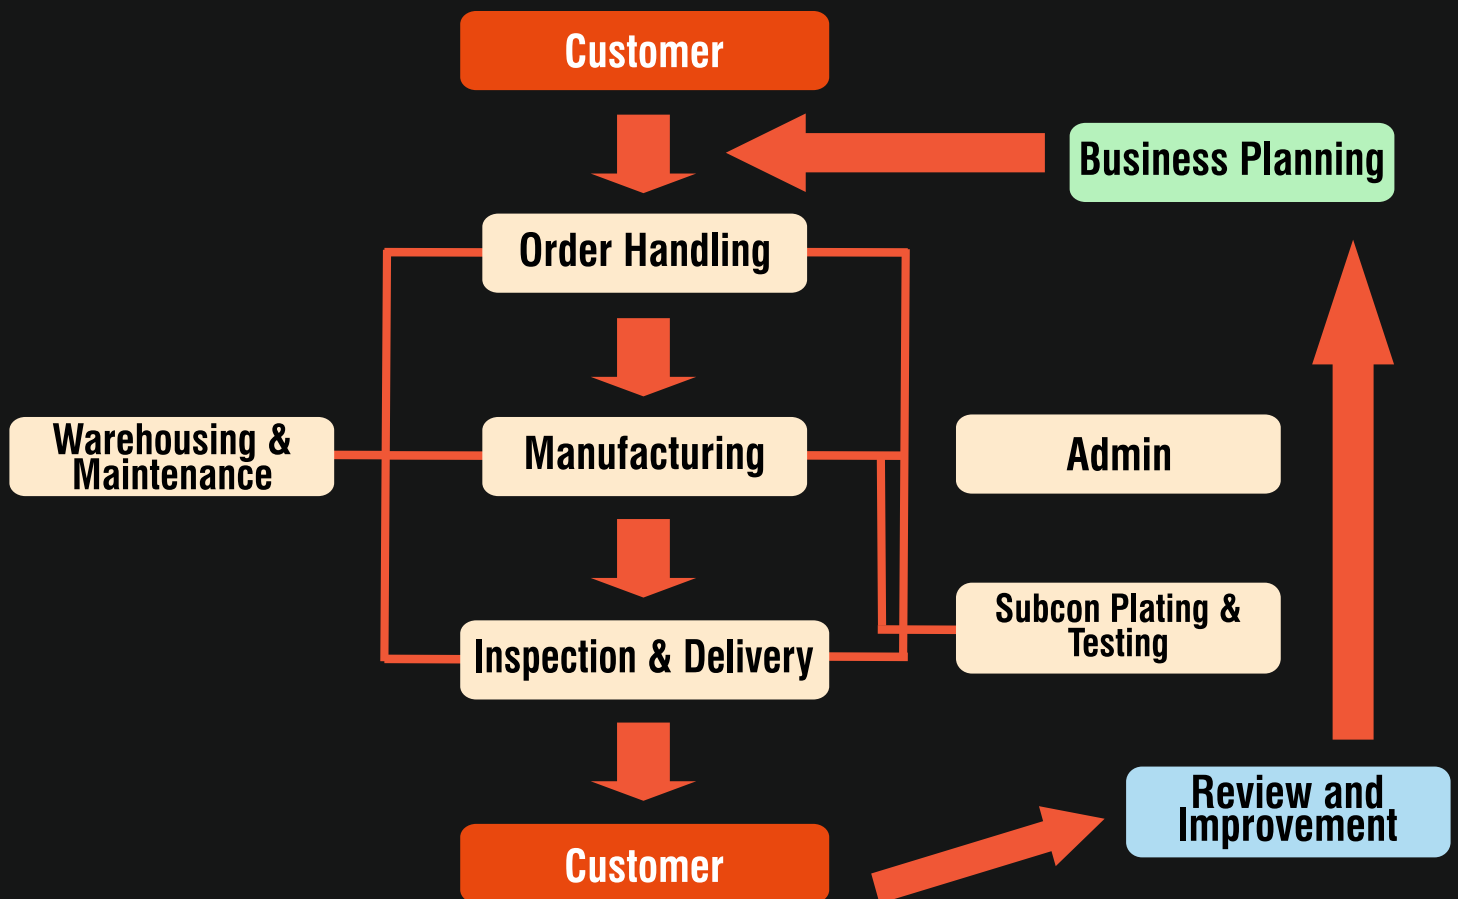 Customer
Business Planning
Order Handling
Warehousing &
Maintenance
Manufacturing
Admin
Subcon Plating &
Testing
Inspection & Delivery
Review and
Improvement
Customer